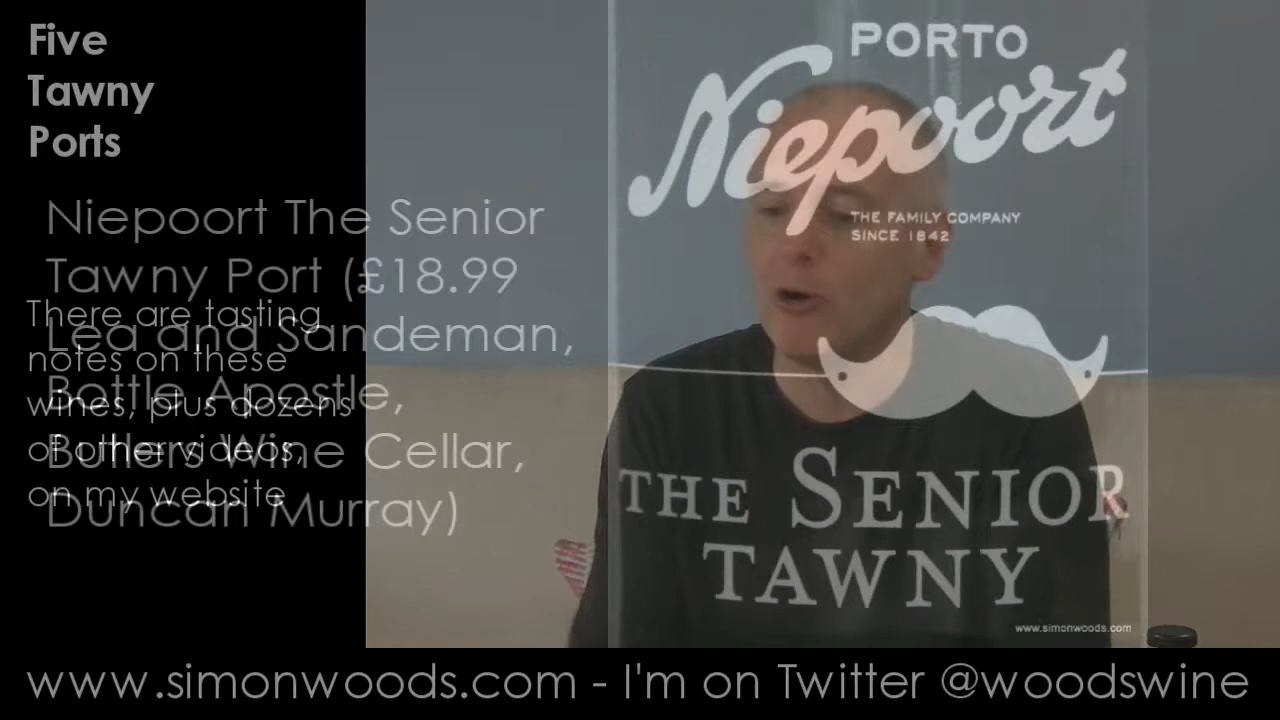 Five
Tawny
Ports
Niepoort The Senior
Tawny Port (£18.99
Lea and Sandeman,
Bottle Apostle,
Butlers Wine Cellar,
Duncan Murray)
There are tasting
notes on these
wines, plus dozens
of other videos,
on my website
PORTO
Niepoort
THE FAMILY COMPANY
SINCE 1842
THE SENIOR
TAWNY
www.simonwoods.com
www.simonwoods.com - I'm on Twitter @woodswine